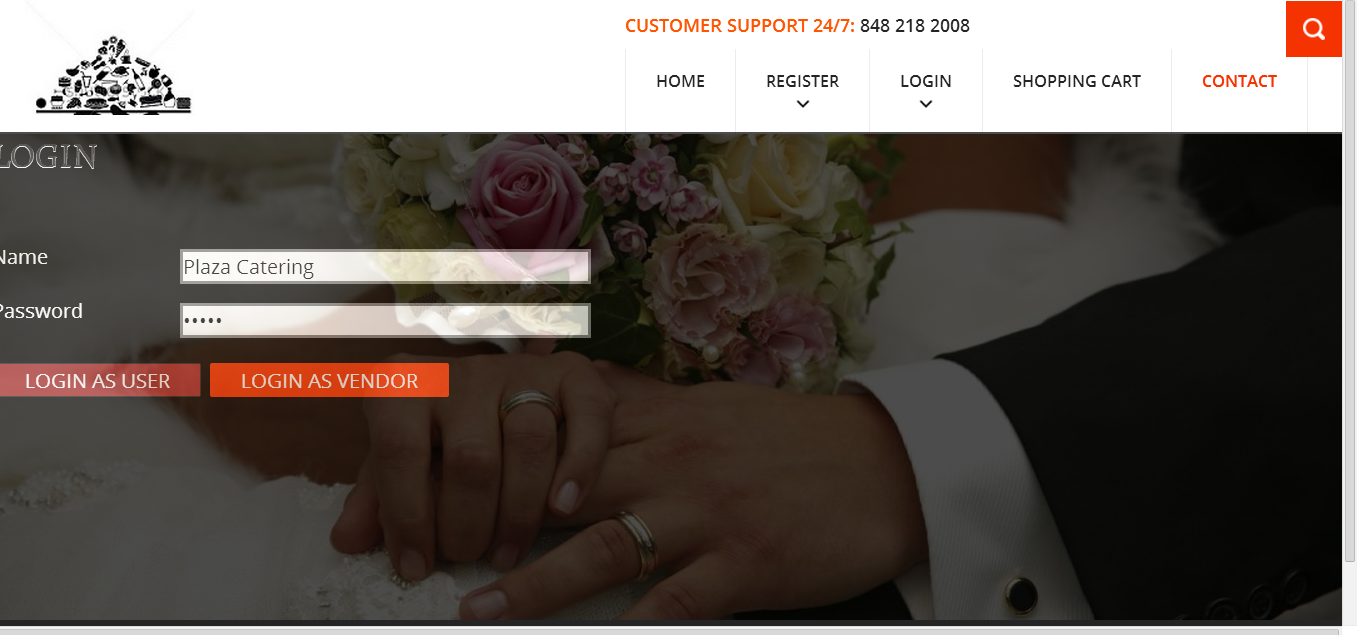 CUSTOMER SUPPORT 24/7: 848 218 2008
HOME REGISTER LOGIN SHOPPING CART CONTACT
LOGIN
Name Plaza Catering
Password •••••
LOGIN AS USER LOGIN AS VENDOR